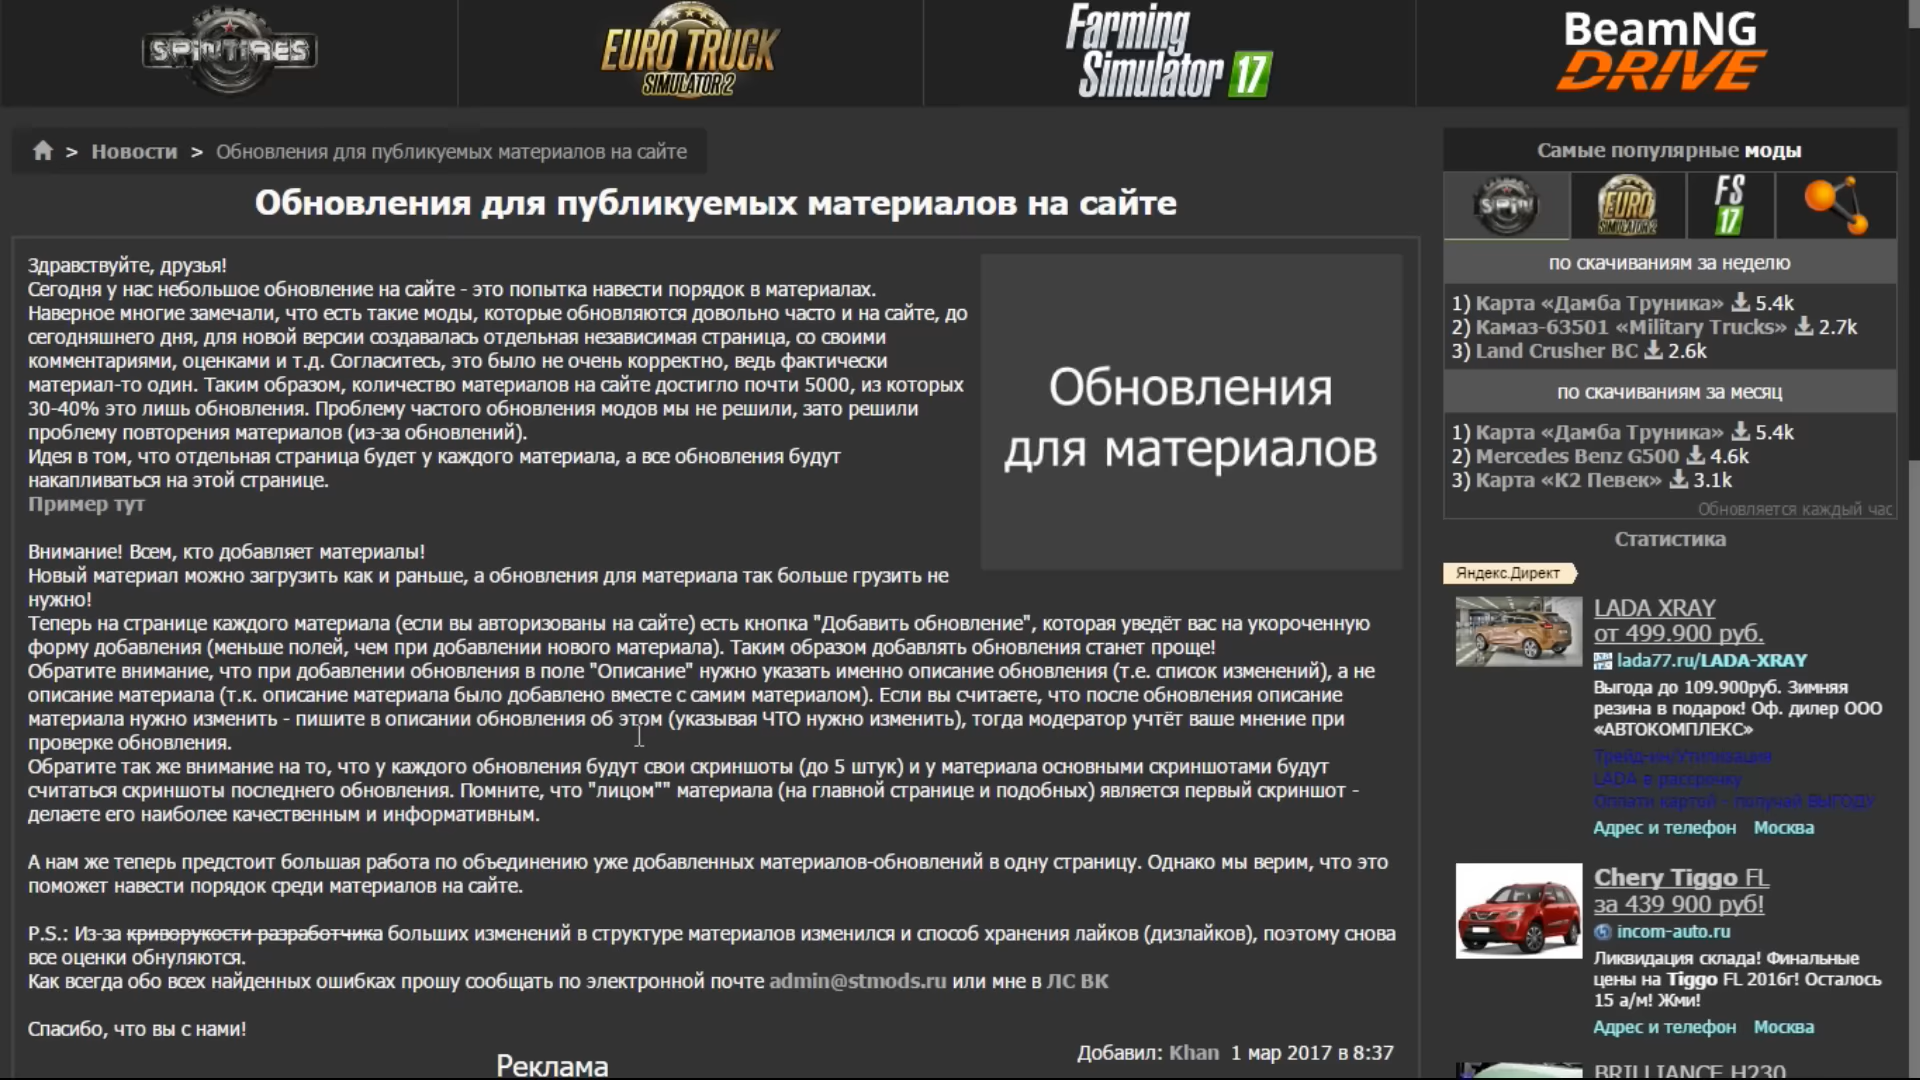 SPINTIRES
EURO TRUCK
SIMULATOR 2
Farming
Simulator 17
BeamNG
DRIVE
> Новости > Обновления для публикуемых материалов на сайте
Обновления для публикуемых материалов на сайте
Здравствуйте, друзья!
Сегодня у нас небольшое обновление на сайте - это попытка навести порядок в материалах.
Наверное многие замечали, что есть такие моды, которые обновляются довольно часто и на сайте, до
сегодняшнего дня, для новой версии создавалась отдельная независимая страница, со своими
комментариями, оценками и т.д. Согласитесь, это было не очень корректно, ведь фактически
материал-то один. Таким образом, количество материалов на сайте достигло почти 5000, из которых
30-40% это лишь обновления. Проблему частого обновления модов мы не решили, зато решили
проблему повторения материалов (из-за обновлений).
Идея в том, что отдельная страница будет у каждого материала, а все обновления будут
накапливаться на этой странице.
Пример тут
Обновления
для материалов
Внимание! Всем, кто добавляет материалы!
Новый материал можно загрузить как и раньше, а обновления для материала так больше грузить не
нужно!
Теперь на странице каждого материала (если вы авторизованы на сайте) есть кнопка "Добавить обновление", которая уведёт вас на укороченную
форму добавления (меньше полей, чем при добавлении нового материала). Таким образом добавлять обновления станет проще!
Обратите внимание, что при добавлении обновления в поле "Описание" нужно указать именно описание обновления (т.е. список изменений), а не
описание материала (т.к. описание материала было добавлено вместе с самим материалом). Если вы считаете, что после обновления описание
материала нужно изменить - пишите в описании обновления об этом (указывая ЧТО нужно изменить), тогда модератор учтёт ваше мнение при
проверке обновления.
Обратите так же внимание на то, что у каждого обновления будут свои скриншоты (до 5 штук) и у материала основными скриншотами будут
считаться скриншоты последнего обновления. Помните, что "лицом"" материала (на главной странице и подобных) является первый скриншот -
делаете его наиболее качественным и информативным.
А нам же теперь предстоит большая работа по объединению уже добавленных материалов-обновлений в одну страницу. Однако мы верим, что это
поможет навести порядок среди материалов на сайте.
P.S.: Из-за криворукости разработчика больших изменений в структуре материалов изменился и способ хранения лайков (дизлайков), поэтому снова
все оценки обнуляются.
Как всегда обо всех найденных ошибках прошу сообщать по электронной почте admin@stmods.ru или мне в ЛС ВК
Спасибо, что вы с нами!
Добавил: Khan 1 мар 2017 в 8:37
Реклама
Самые популярные моды
SPIN
EURO
SIMULATOR 2
FS
17
по скачиваниям за неделю
1) Карта «Дамба Труника» 5.4k
2) Камаз-63501 «Military Trucks» 2.7k
3) Land Crusher BC 2.6k
по скачиваниям за месяц
1) Карта «Дамба Труника» 5.4k
2) Mercedes Benz G500 4.6k
3) Карта «К2 Певек» 3.1k
Обновляется каждый час
Статистика
Яндекс.Директ
LADA XRAY
от 499.900 руб.
lada77.ru/LADA-XRAY
Выгода до 109.900руб. Зимняя
резина в подарок! Оф. дилер ООО
«АВТОКОМПЛЕКС»
Трейд-ин/Утилизация
LADA в рассрочку
Оплати картой - получай ВЫГОДУ
Адрес и телефон Москва
Chery Tiggo FL
за 439 900 руб!
incom-auto.ru
Ликвидация склада! Финальные
цены на Tiggo FL 2016г! Осталось
15 а/м! Жми!
Адрес и телефон Москва
BRILLIANCE H230